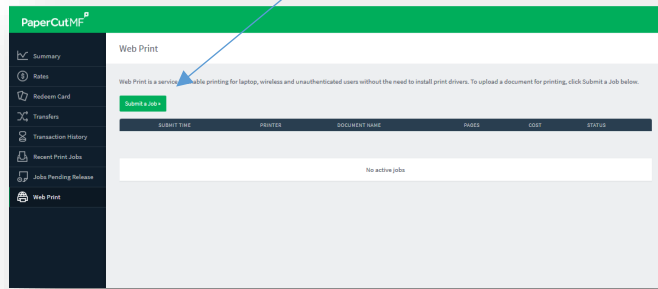 PaperCutMF
Summary
Rates
Redeem Card
Transfers
Transaction History
Recent Print Jobs
Jobs Pending Release
Web Print
Web Print
Web Print is a service able printing for laptop, wireless and unauthenticated users without the need to install print drivers. To upload a document for printing, click Submit a Job below.
Submit a Job »
SUBMIT TIME PRINTER DOCUMENT NAME PAGES COST STATUS
No active jobs